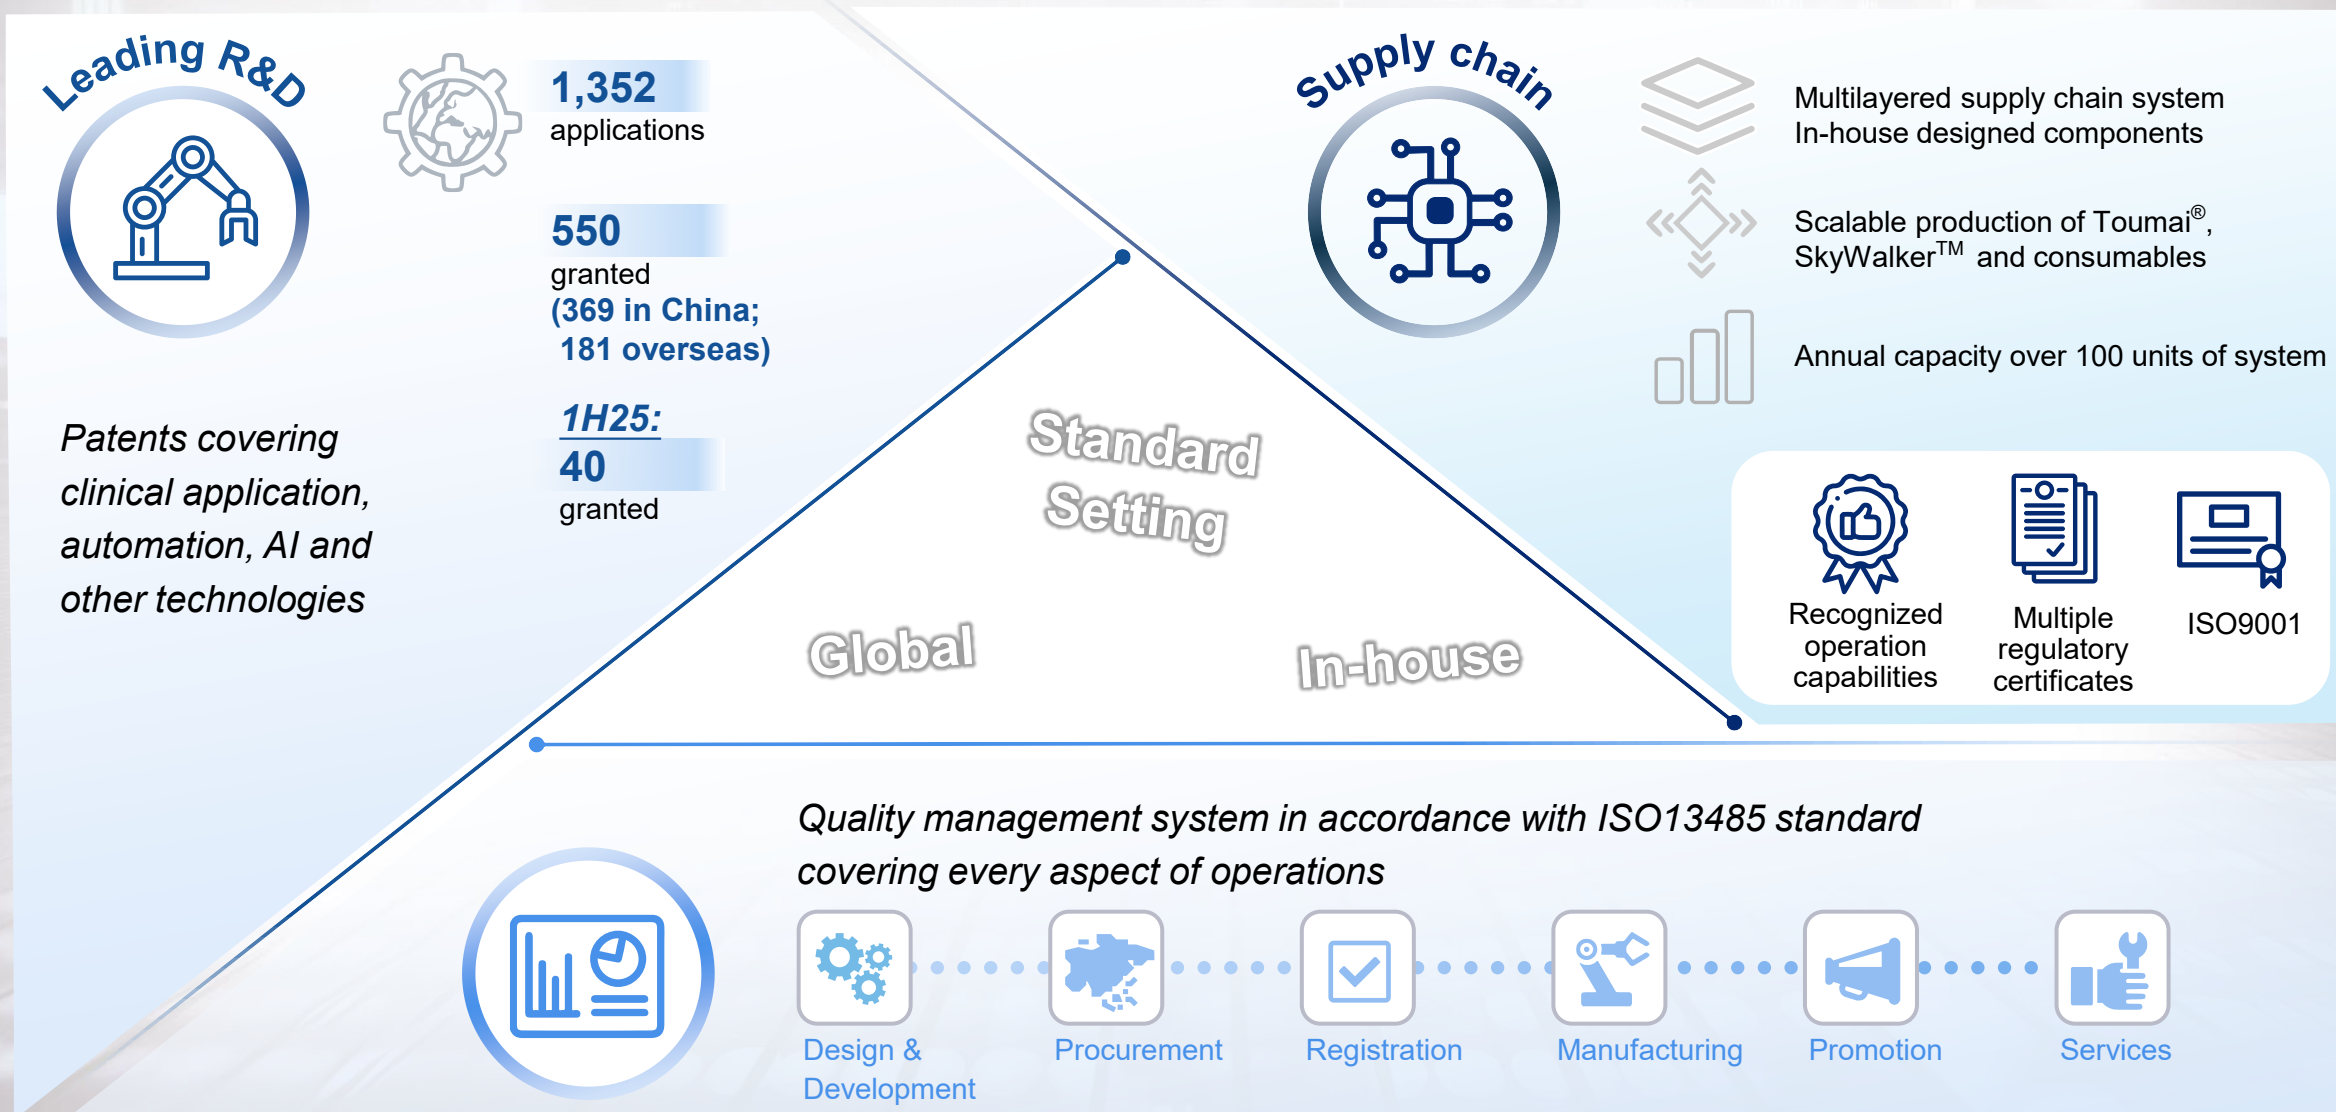 Leading R&D
1,352
applications
550
granted
(369 in China;
181 overseas)
1H25:
40
granted
Patents covering
clinical application,
automation, AI and
other technologies
Supply chain
Multilayered supply chain system
In-house designed components
Scalable production of Toumai®,
SkyWalker™ and consumables
Annual capacity over 100 units of system
Recognized
operation
capabilities
Multiple
regulatory
certificates
ISO9001
Standard
Setting
Global
In-house
Quality management system in accordance with ISO13485 standard
covering every aspect of operations
Design &
Development
Procurement
Registration
Manufacturing
Promotion
Services